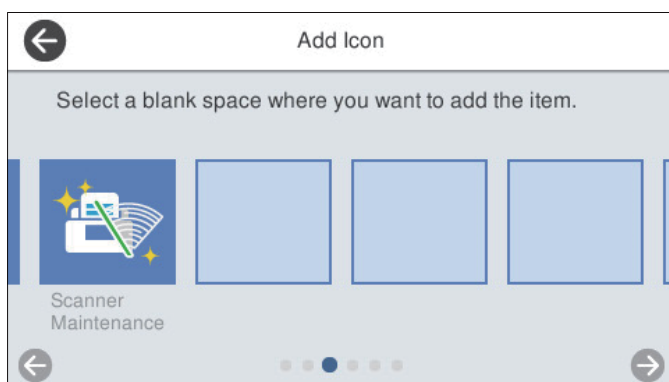 Add Icon
Select a blank space where you want to add the item.
Scanner
Maintenance